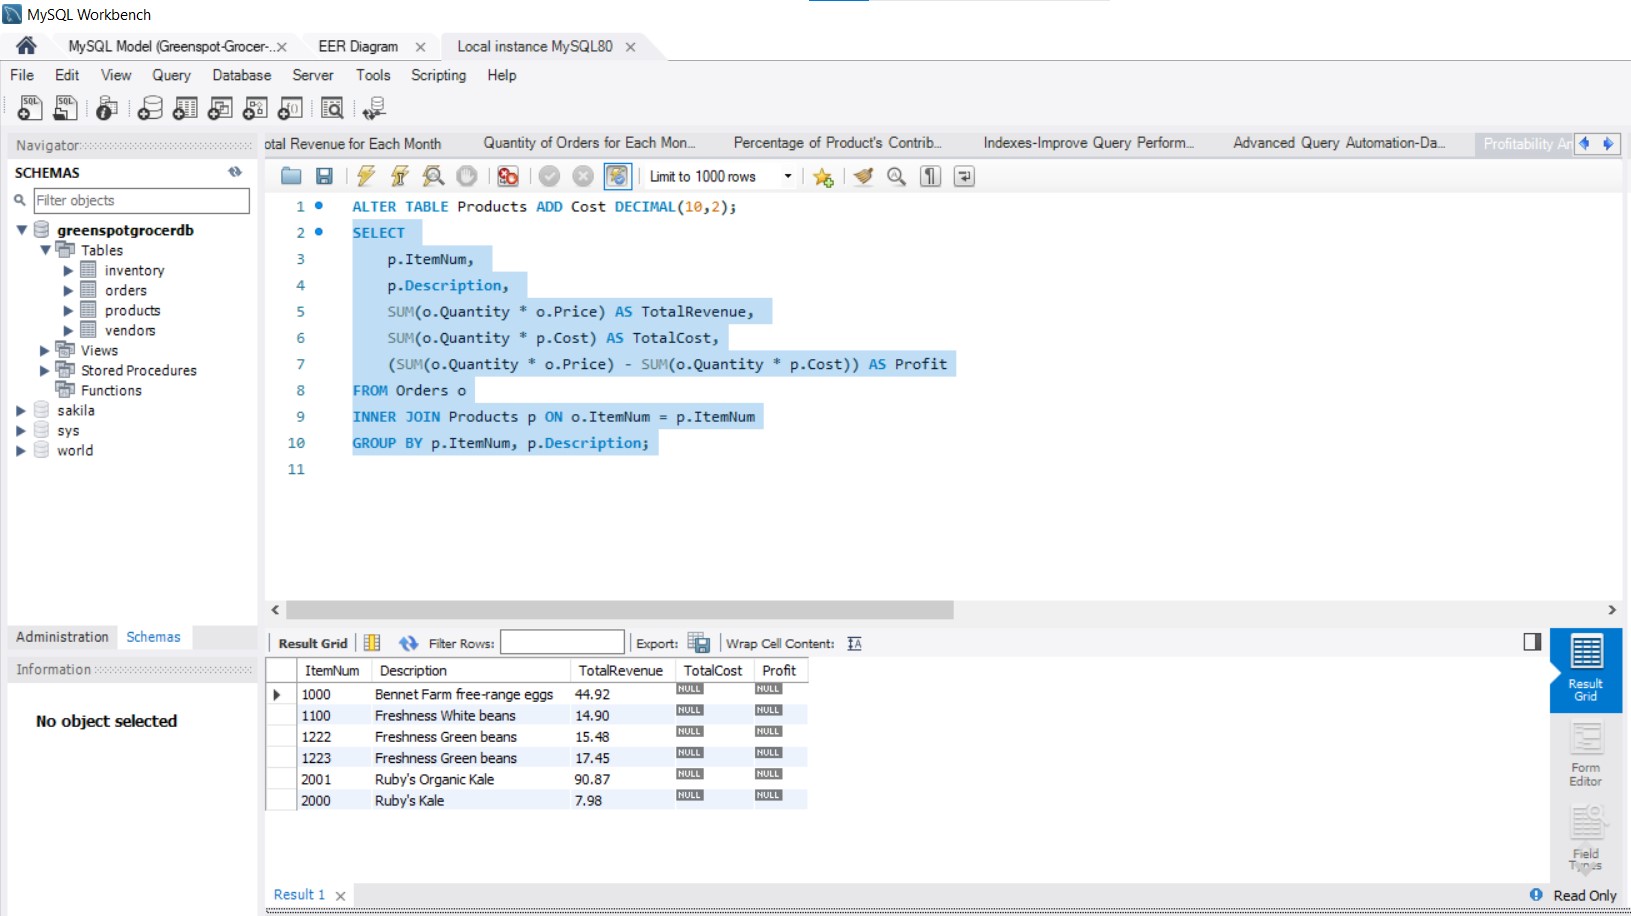 MySQL Workbench
MySQL Model (Greenspot-Grocer-.. EER Diagram Local instance MySQL80
File Edit View Query Database Server Tools Scripting Help
Navigator
otal Revenue for Each Month Quantity of Orders for Each Mon... Percentage of Product's Contrib... Indexes-Improve Query Perform... Advanced Query Automation-Da... Profitability An
SCHEMAS
Filter objects
greenspotgrocerdb
Tables
inventory
orders
products
vendors
Views
Stored Procedures
Functions
sakila
sys
world
Administration Schemas
Information
No object selected
Limit to 1000 rows
1 ALTER TABLE Products ADD Cost DECIMAL(10,2);
2 SELECT
3 p.ItemNum,
4 p.Description,
5 SUM(o.Quantity * o.Price) AS TotalRevenue,
6 SUM(o.Quantity * p.Cost) AS TotalCost,
7 (SUM(o.Quantity * o.Price) - SUM(o.Quantity * p.Cost)) AS Profit
8 FROM Orders o
9 INNER JOIN Products p ON o.ItemNum = p.ItemNum
10 GROUP BY p.ItemNum, p.Description;
11
Result Grid Filter Rows: Export: Wrap Cell Content:
ItemNum Description TotalRevenue TotalCost Profit
1000 Bennet Farm free-range eggs 44.92 NULL NULL
1100 Freshness White beans 14.90 NULL NULL
1222 Freshness Green beans 15.48 NULL NULL
1223 Freshness Green beans 17.45 NULL NULL
2001 Ruby's Organic Kale 90.87 NULL NULL
2000 Ruby's Kale 7.98 NULL NULL
Result
Grid
Form
Editor
Field
Types
Result 1
Read Only